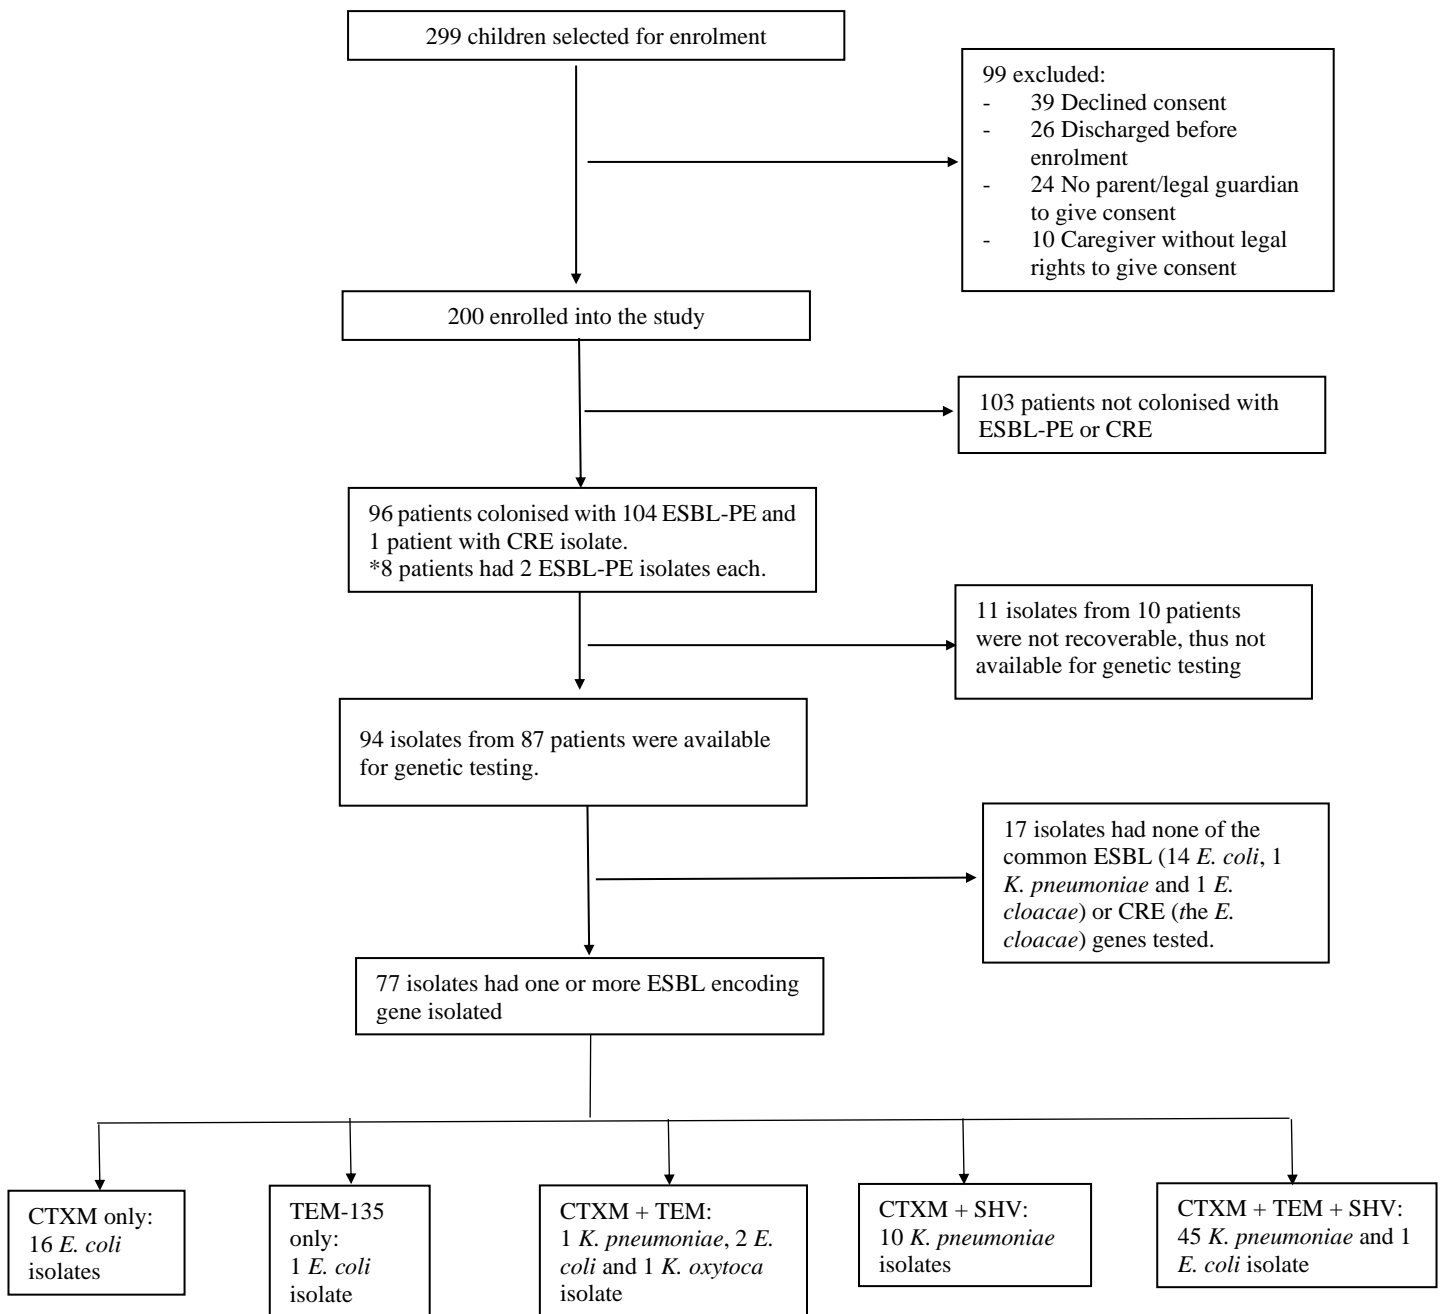 299 children selected for enrolment
99 excluded:
- 39 Declined consent
- 26 Discharged before
enrolment
- 24 No parent/legal guardian
to give consent
- 10 Caregiver without legal
rights to give consent
200 enrolled into the study
103 patients not colonised with
ESBL-PE or CRE
96 patients colonised with 104 ESBL-PE and
1 patient with CRE isolate.
*8 patients had 2 ESBL-PE isolates each.
11 isolates from 10 patients
were not recoverable, thus not
available for genetic testing
94 isolates from 87 patients were available
for genetic testing.
17 isolates had none of the
common ESBL (14 E. coli, 1
K. pneumoniae and 1 E.
cloacae) or CRE (the E.
cloacae) genes tested.
77 isolates had one or more ESBL encoding
gene isolated
CTXM only:
16 E. coli
isolates
TEM-135
only:
1 E. coli
isolate
CTXM + TEM:
1 K. pneumoniae, 2 E.
coli and 1 K. oxytoca
isolate
CTXM + SHV:
10 K. pneumoniae
isolates
CTXM + TEM + SHV:
45 K. pneumoniae and 1
E. coli isolate